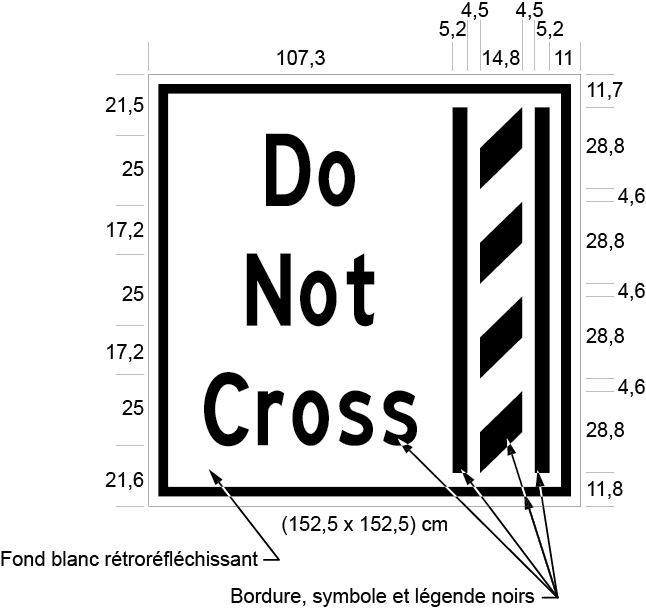 4,5 4,5
5,2 5,2
107,3 14,8 11
21,5
25
17,2
25
17,2
25
21,6
Do
Not
Cross
11,7
28,8
4,6
28,8
4,6
28,8
4,6
28,8
11,8
(152,5 x 152,5) cm
Fond blanc rétroréfléchissant
Bordure, symbole et légende noirs